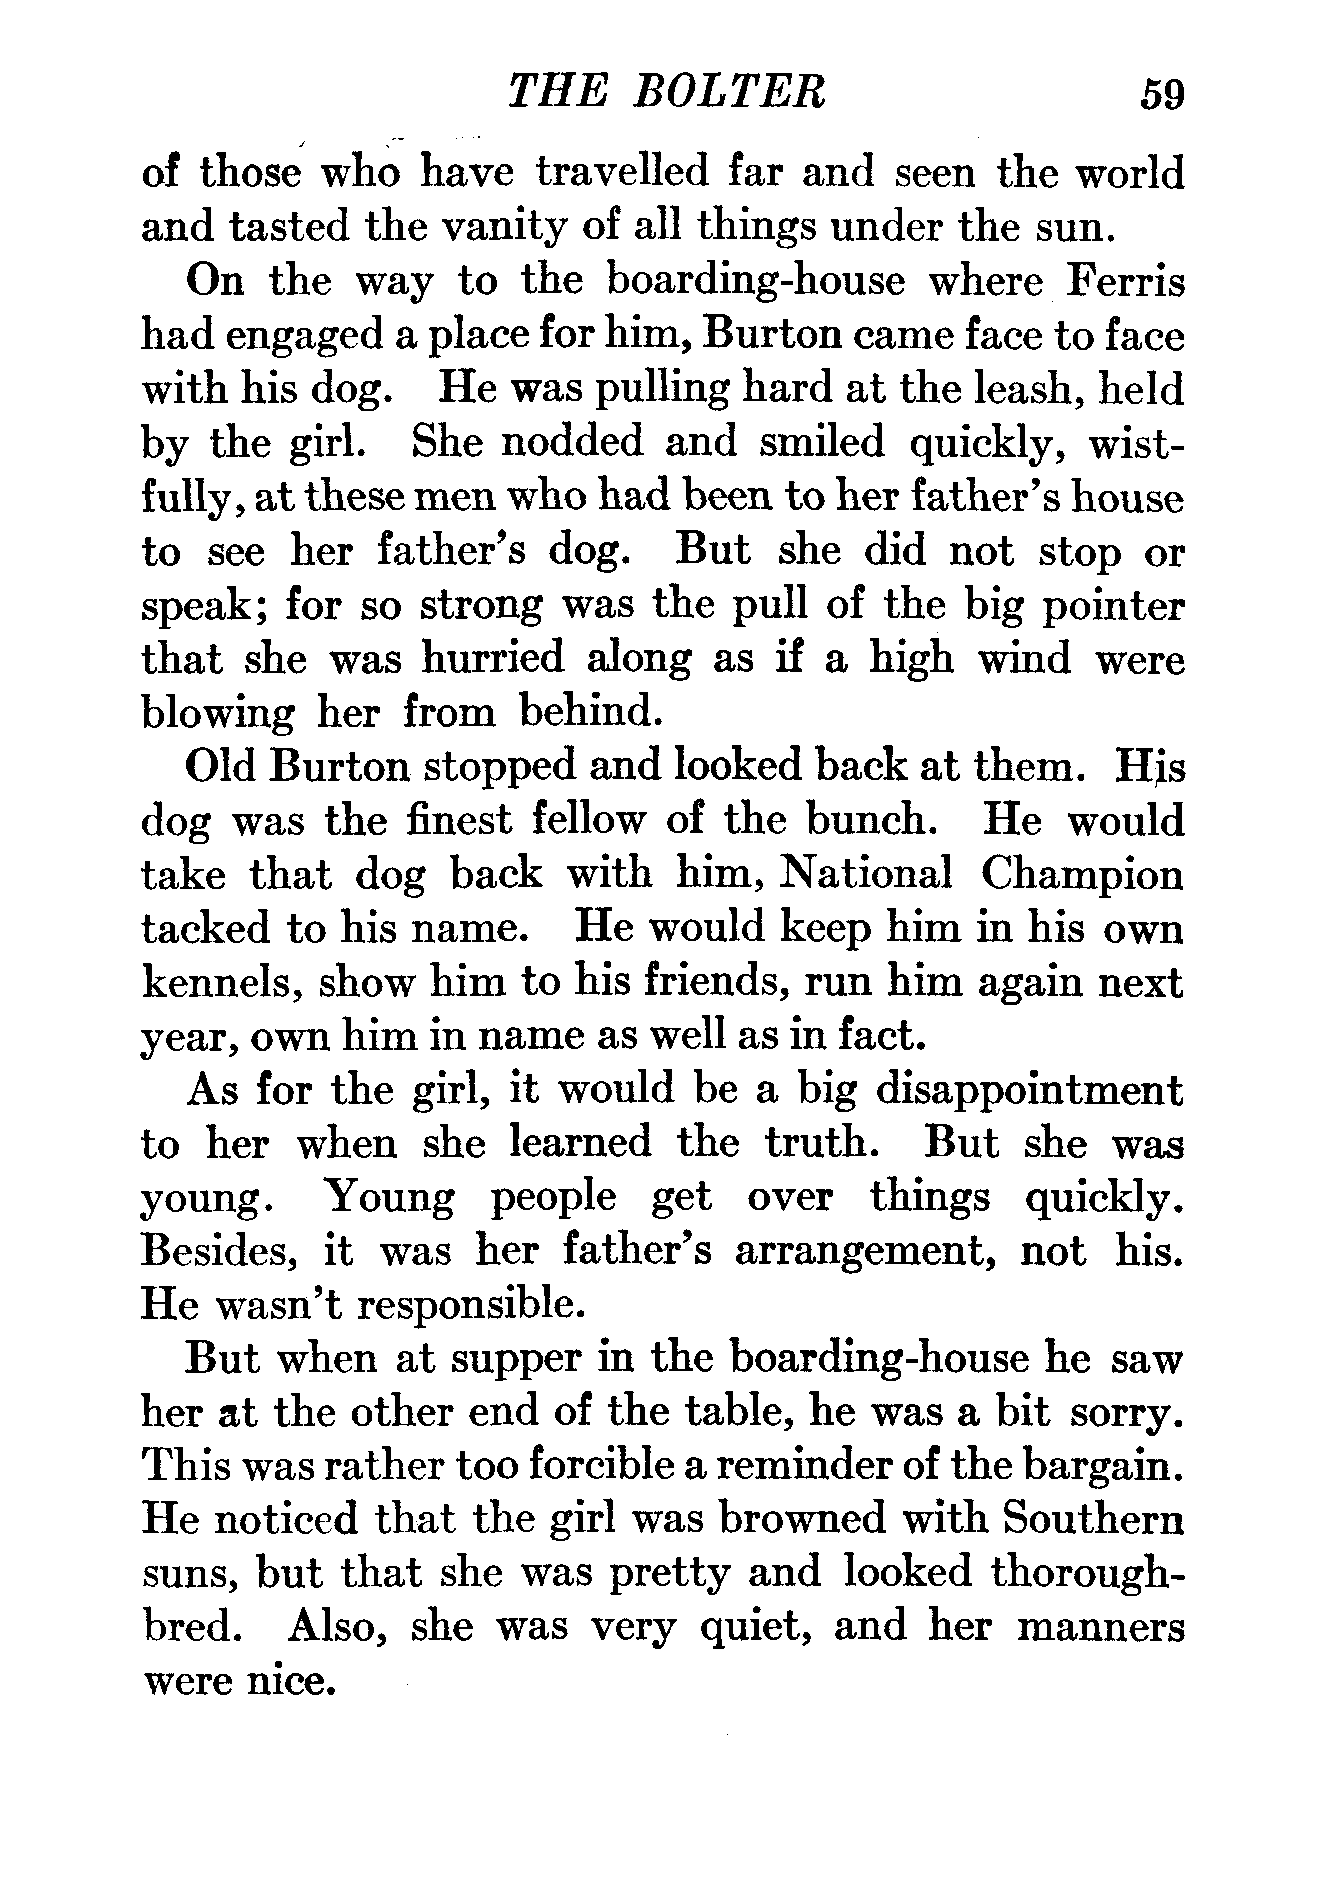 THE BOLTER 59
of those who have travelled far and seen the world
and tasted the vanity of all things under the sun.
On the way to the boarding-house where Ferris
had engaged a place for him, Burton came face to face
with his dog. He was pulling hard at the leash, held
by the girl. She nodded and smiled quickly, wist-
fully, at these men who had been to her father's house
to see her father's dog. But she did not stop or
speak; for so strong was the pull of the big pointer
that she was hurried along as if a high wind were
blowing her from behind.
Old Burton stopped and looked back at them. His
dog was the finest fellow of the bunch. He would
take that dog back with him, National Champion
tacked to his name. He would keep him in his own
kennels, show him to his friends, run him again next
year, own him in name as well as in fact.
As for the girl, it would be a big disappointment
to her when she learned the truth. But she was
young. Young people get over things quickly.
Besides, it was her father's arrangement, not his.
He wasn't responsible.
But when at supper in the boarding-house he saw
her at the other end of the table, he was a bit sorry.
This was rather too forcible a reminder of the bargain.
He noticed that the girl was browned with Southern
suns, but that she was pretty and looked thorough-
bred. Also, she was very quiet, and her manners
were nice.